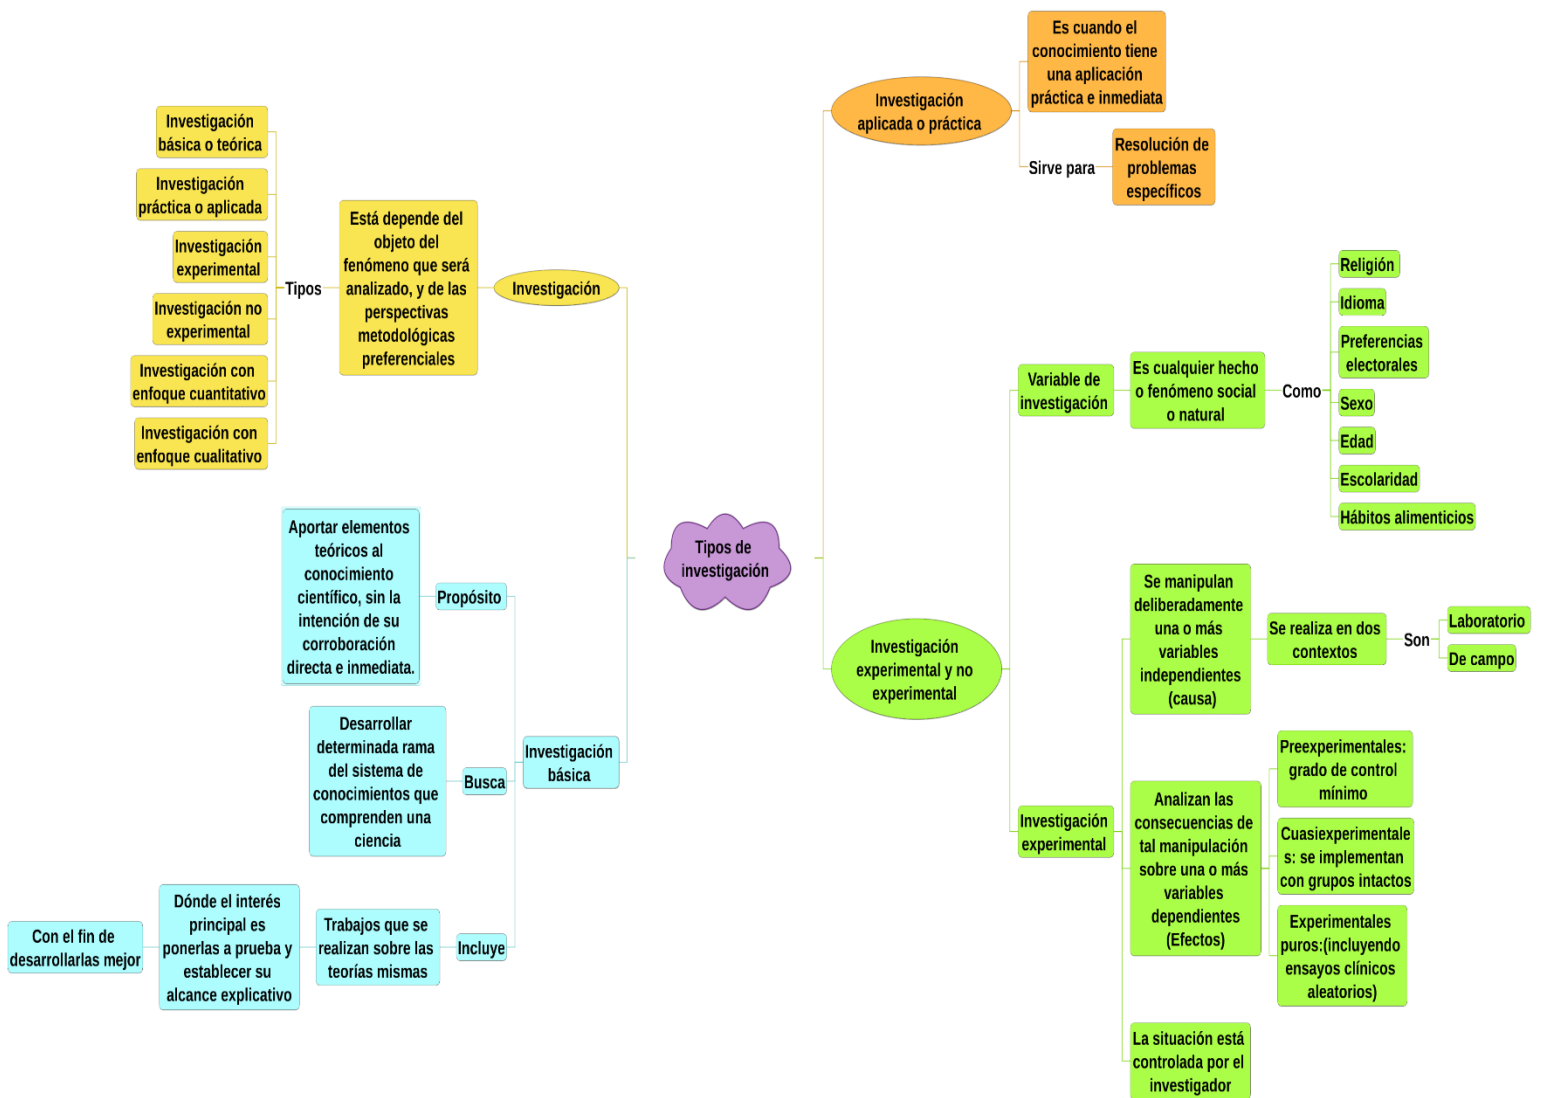 Tipos de
investigación
Investigación
Está depende del
objeto del
fenómeno que será
analizado, y de las
perspectivas
metodológicas
preferenciales
Tipos
Investigación
básica o teórica
Investigación
práctica o aplicada
Investigación
experimental
Investigación no
experimental
Investigación con
enfoque cuantitativo
Investigación con
enfoque cualitativo
Investigación
básica
Propósito
Aportar elementos
teóricos al
conocimiento
científico, sin la
intención de su
corroboración
directa e inmediata.
Busca
Desarrollar
determinada rama
del sistema de
conocimientos que
comprenden una
ciencia
Incluye
Trabajos que se
realizan sobre las
teorías mismas
Dónde el interés
principal es
ponerlas a prueba y
establecer su
alcance explicativo
Con el fin de
desarrollarlas mejor
Investigación
aplicada o práctica
Es cuando el
conocimiento tiene
una aplicación
práctica e inmediata
Sirve para
Resolución de
problemas
específicos
Investigación
experimental y no
experimental
Variable de
investigación
Es cualquier hecho
o fenómeno social
o natural
Como
Religión
Idioma
Preferencias
electorales
Sexo
Edad
Escolaridad
Hábitos alimenticios
Investigación
experimental
Se manipulan
deliberadamente
una o más
variables
independientes
(causa)
Se realiza en dos
contextos
Son
Laboratorio
De campo
Analizan las
consecuencias de
tal manipulación
sobre una o más
variables
dependientes
(Efectos)
Preexperimentales:
grado de control
mínimo
Cuasiexperimentale
s: se implementan
con grupos intactos
Experimentales
puros:(incluyendo
ensayos clínicos
aleatorios)
La situación está
controlada por el
investigador